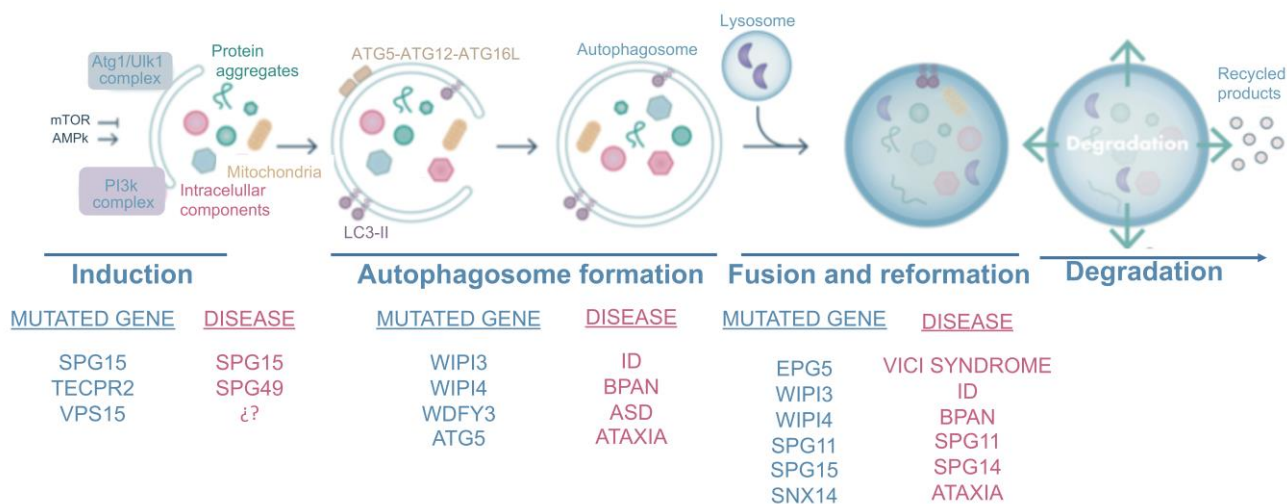 Atg1/Ulk1
complex
mTOR
AMPk
PI3k
complex
Protein
aggregates
Mitochondria
Intracelullar
components
ATG5-ATG12-ATG16L
LC3-II
Autophagosome
Lysosome
Degradation
Recycled
products
Induction
Autophagosome formation
Fusion and reformation
Degradation
MUTATED GENE DISEASE
SPG15 SPG15
TECPR2 SPG49
VPS15 ¿?
MUTATED GENE DISEASE
WIPI3 ID
WIPI4 BPAN
WDFY3 ASD
ATG5 ATAXIA
MUTATED GENE DISEASE
EPG5 VICI SYNDROME
WIPI3 ID
WIPI4 BPAN
SPG11 SPG11
SPG15 SPG14
SNX14 ATAXIA